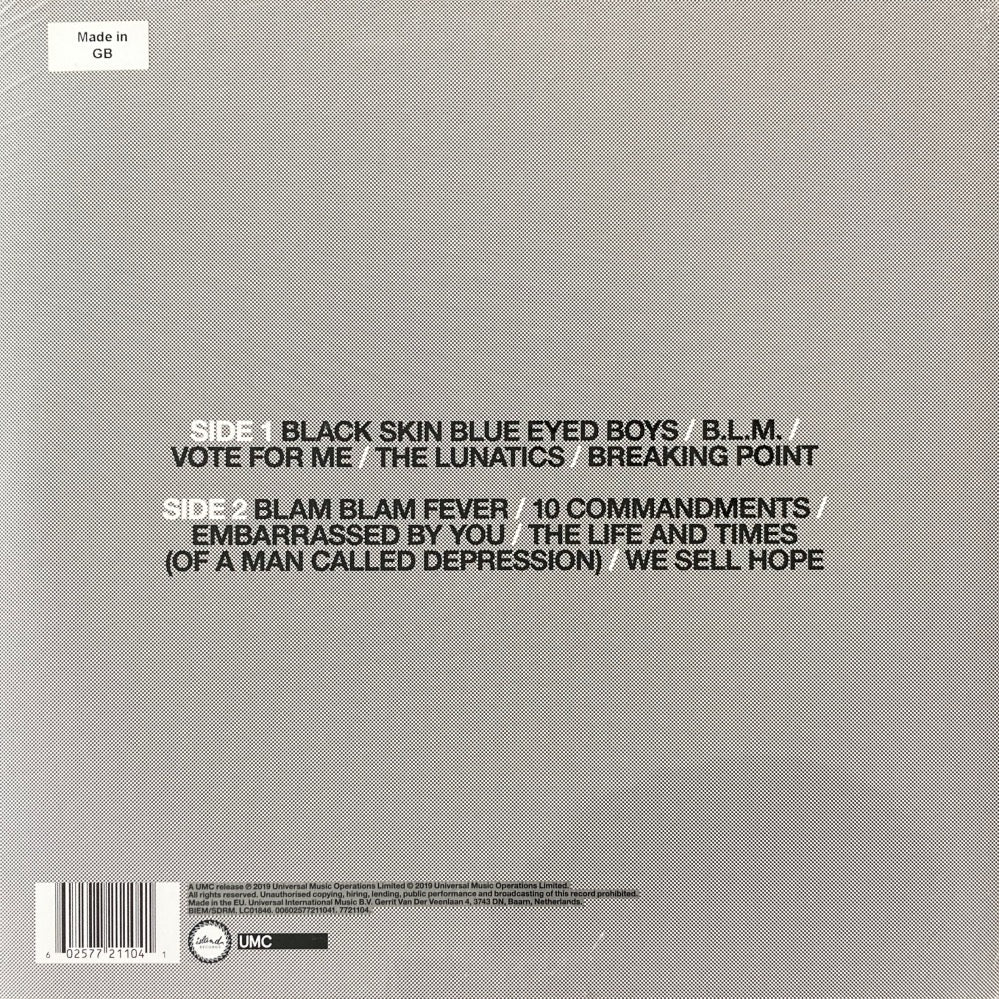 Made in
GB
SIDE 1 BLACK SKIN BLUE EYED BOYS / B.L.M. /
VOTE FOR ME / THE LUNATICS / BREAKING POINT
SIDE 2 BLAM BLAM FEVER / 10 COMMANDMENTS /
EMBARRASSED BY YOU / THE LIFE AND TIMES
(OF A MAN CALLED DEPRESSION) / WE SELL HOPE
A UMC release ℗ 2019 Universal Music Operations Limited © 2019 Universal Music Operations Limited.
All rights reserved. Unauthorised copying, hiring, lending, public performance and broadcasting of this record prohibited.
Made in the EU. Universal International Music B.V. Gerrit Van Der Veenlaan 4, 3743 DN, Baarn, Netherlands.
BIEM/SDRM. LC01846. 00602577211041. 7721104.
6 02577 21104 1
island
RECORDS
UMC